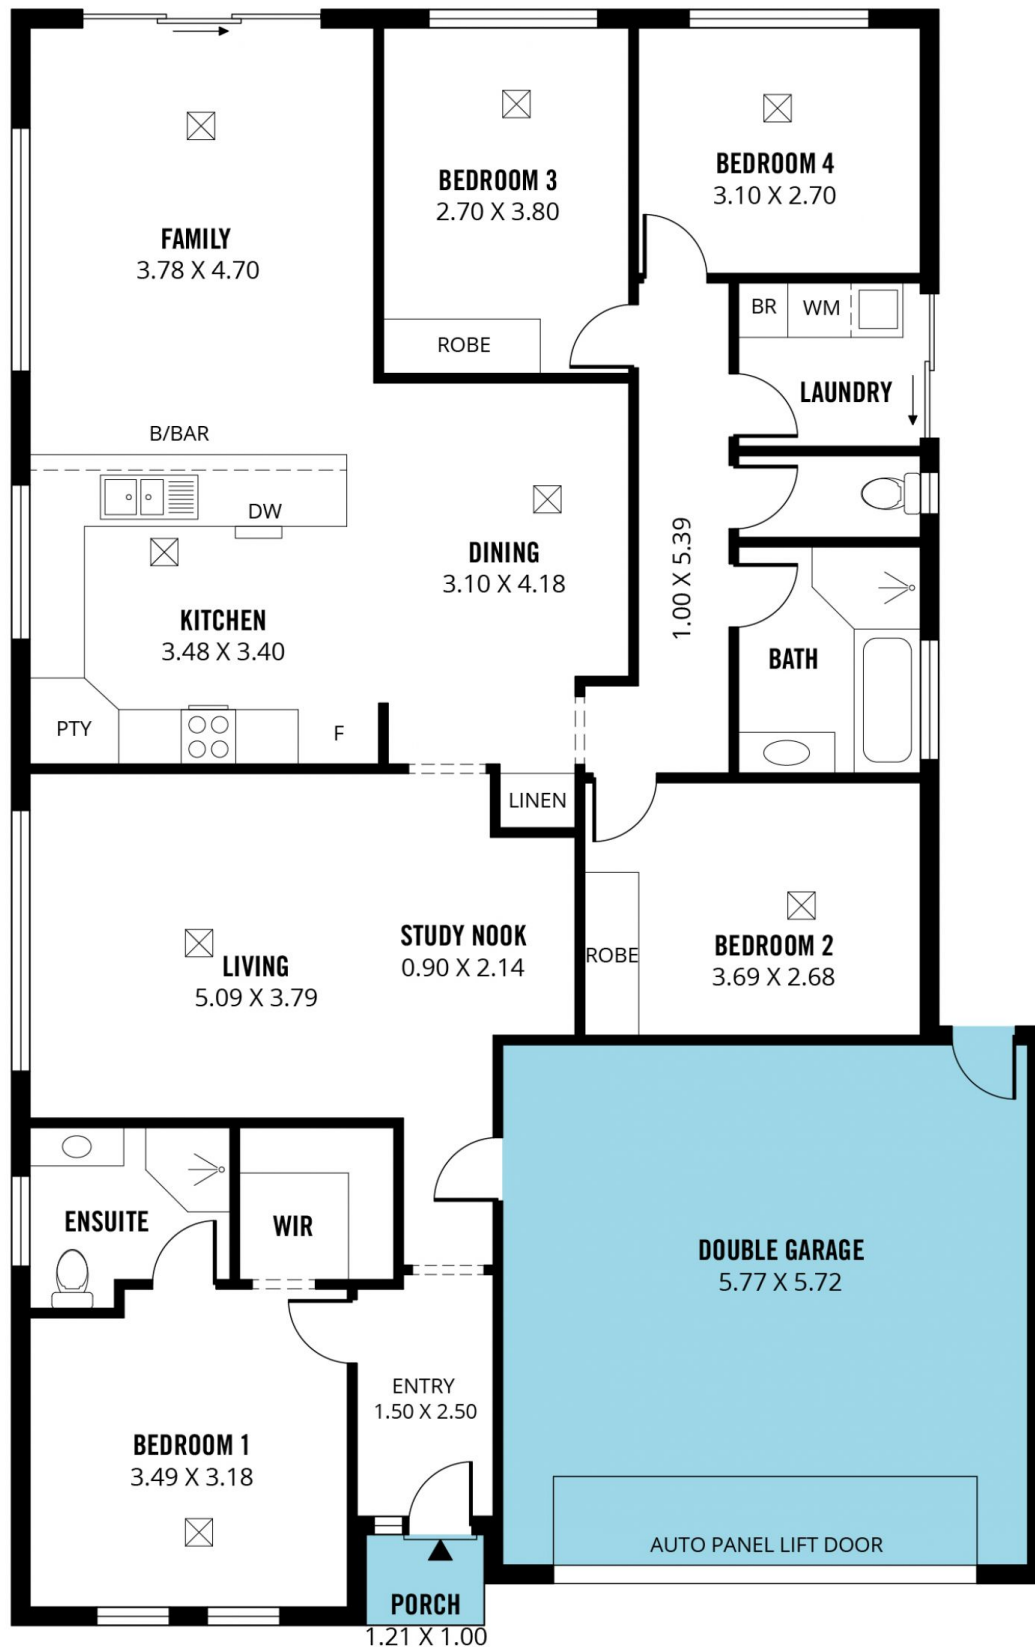 BEDROOM 3
2.70 X 3.80
BEDROOM 4
3.10 X 2.70
FAMILY
3.78 X 4.70
BR
WM
ROBE
LAUNDRY
B/BAR
DW
DINING
3.10 X 4.18
1.00 X 5.39
KITCHEN
3.48 X 3.40
BATH
PTY
F
LINEN
STUDY NOOK
0.90 X 2.14
LIVING
5.09 X 3.79
ROBE
BEDROOM 2
3.69 X 2.68
ENSUITE
WIR
DOUBLE GARAGE
5.77 X 5.72
ENTRY
1.50 X 2.50
BEDROOM 1
3.49 X 3.18
AUTO PANEL LIFT DOOR
PORCH
1.21 X 1.00